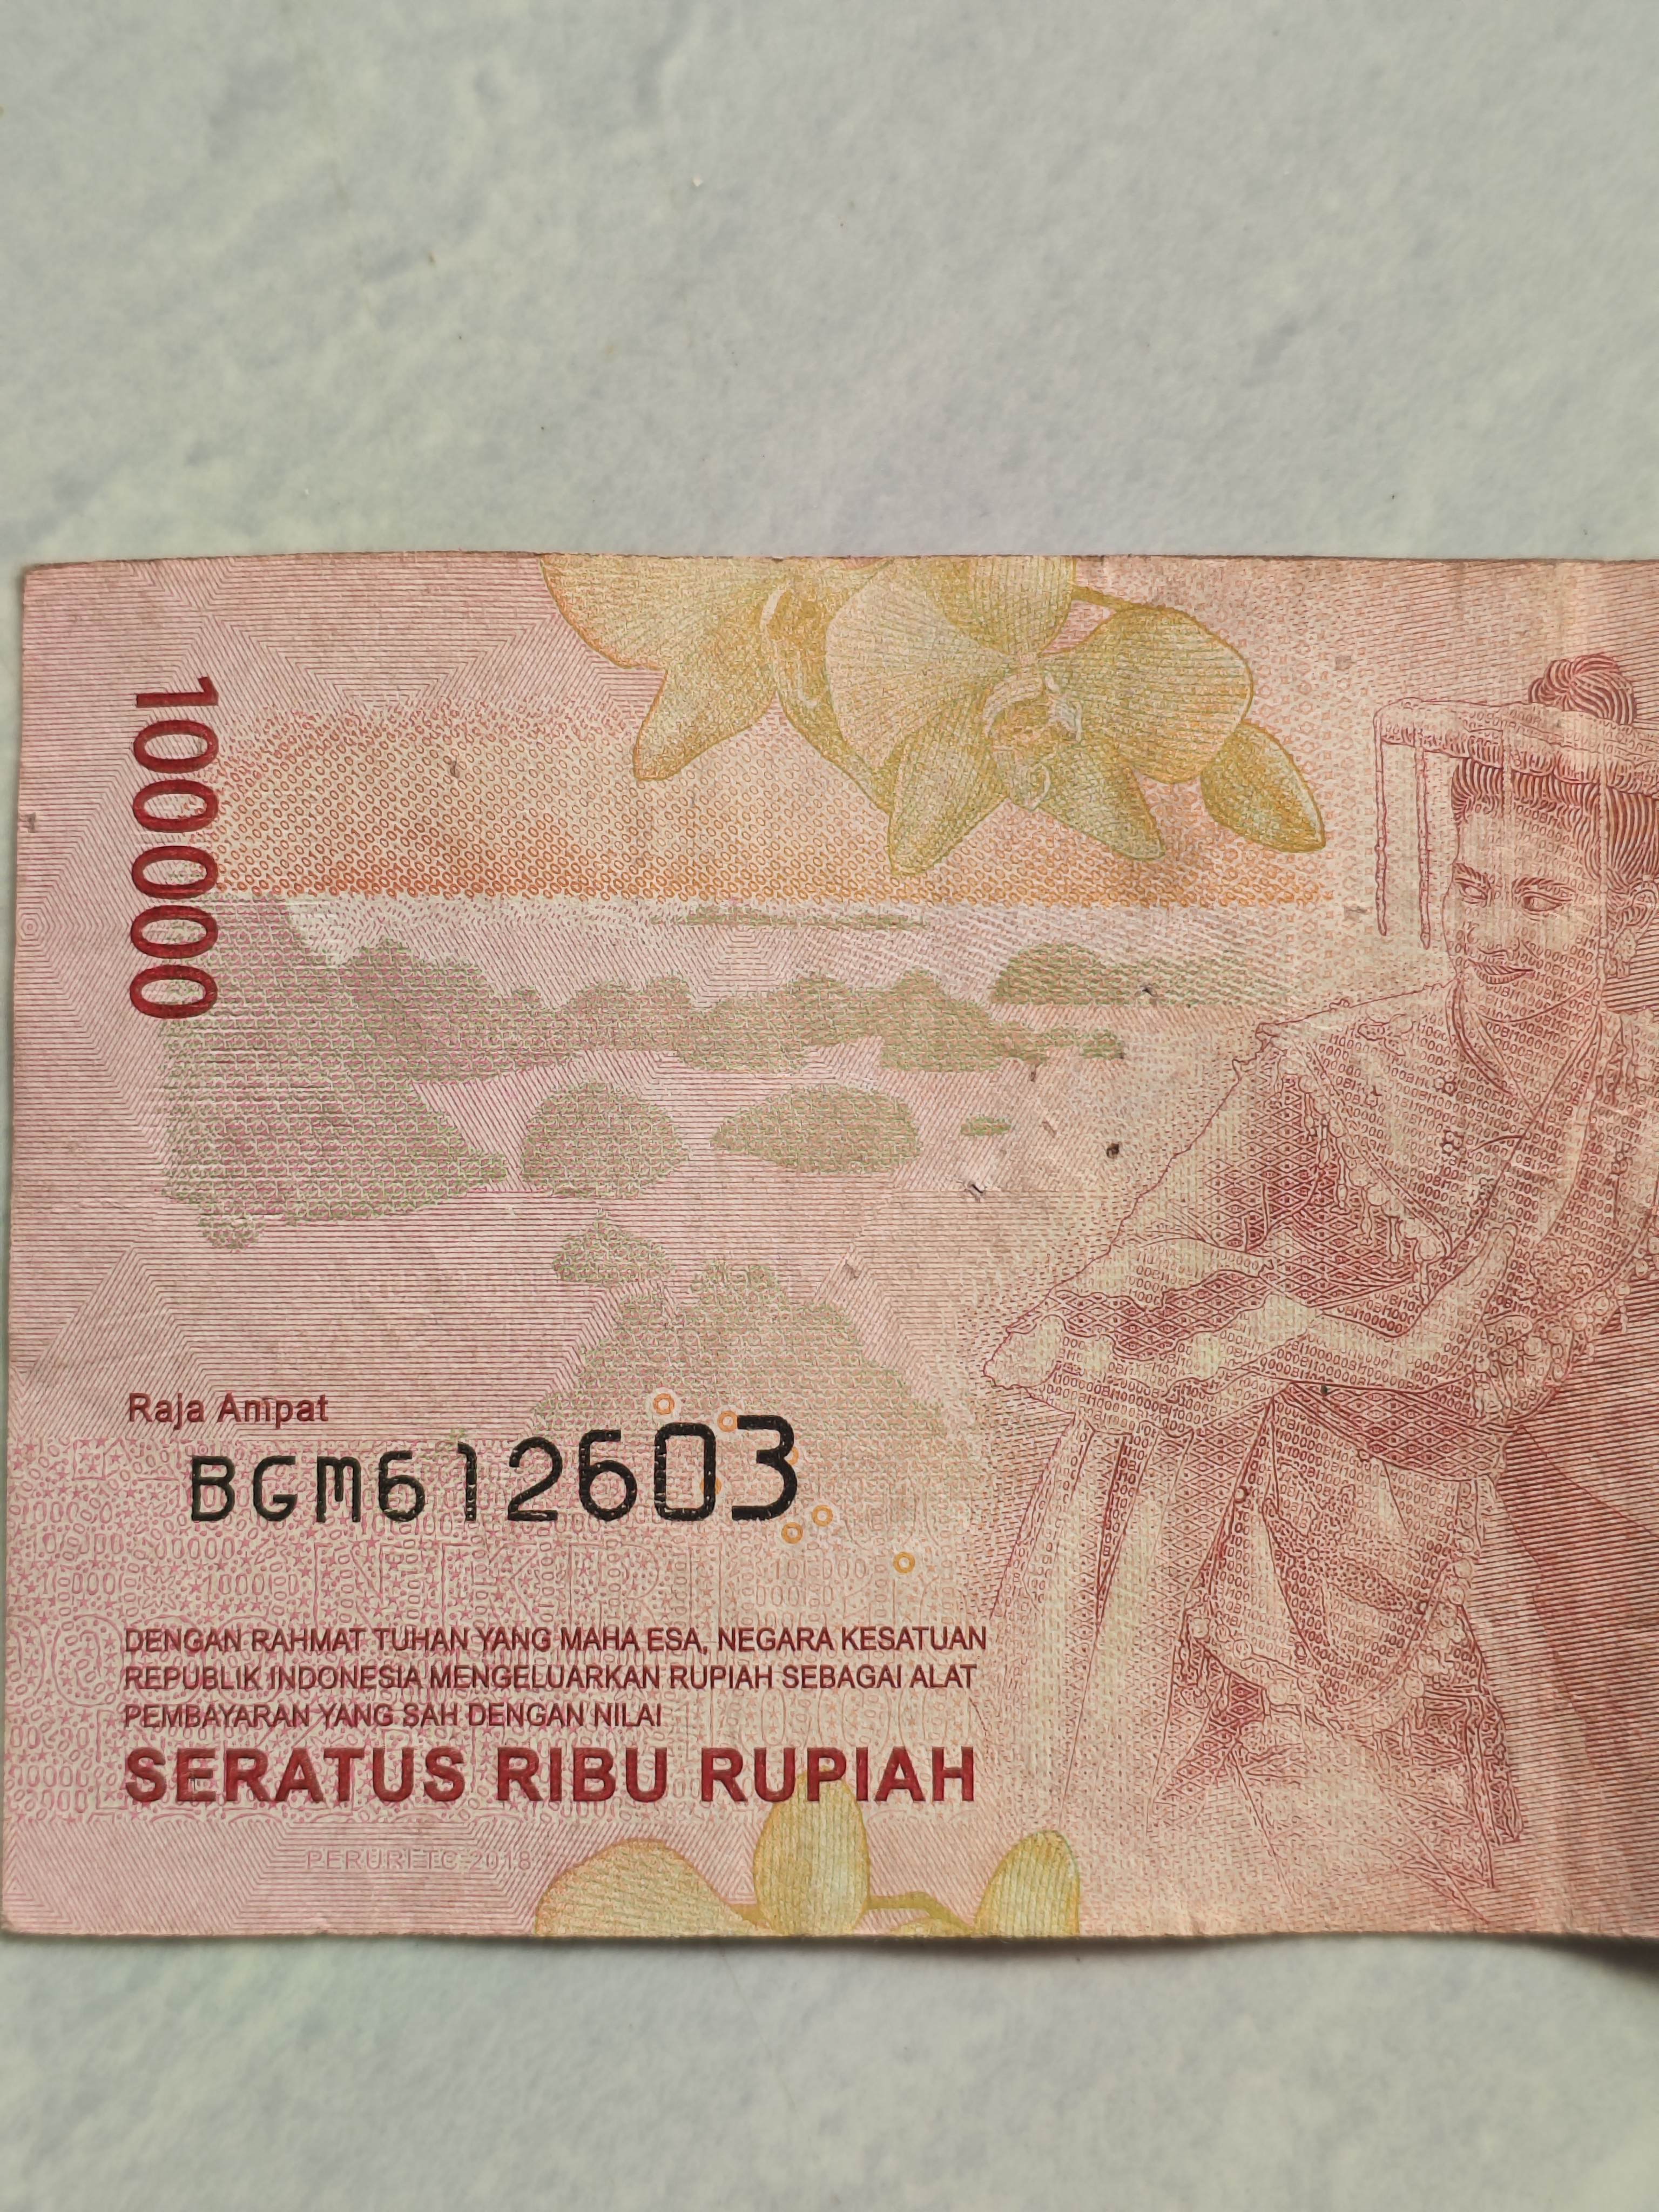 100000
Raja Ampat
BGM612603
NKRI
DENGAN RAHMAT TUHAN YANG MAHA ESA, NEGARA KESATUAN
REPUBLIK INDONESIA MENGELUARKAN RUPIAH SEBAGAI ALAT
PEMBAYARAN YANG SAH DENGAN NILAI
SERATUS RIBU RUPIAH
PERURI TC 2018